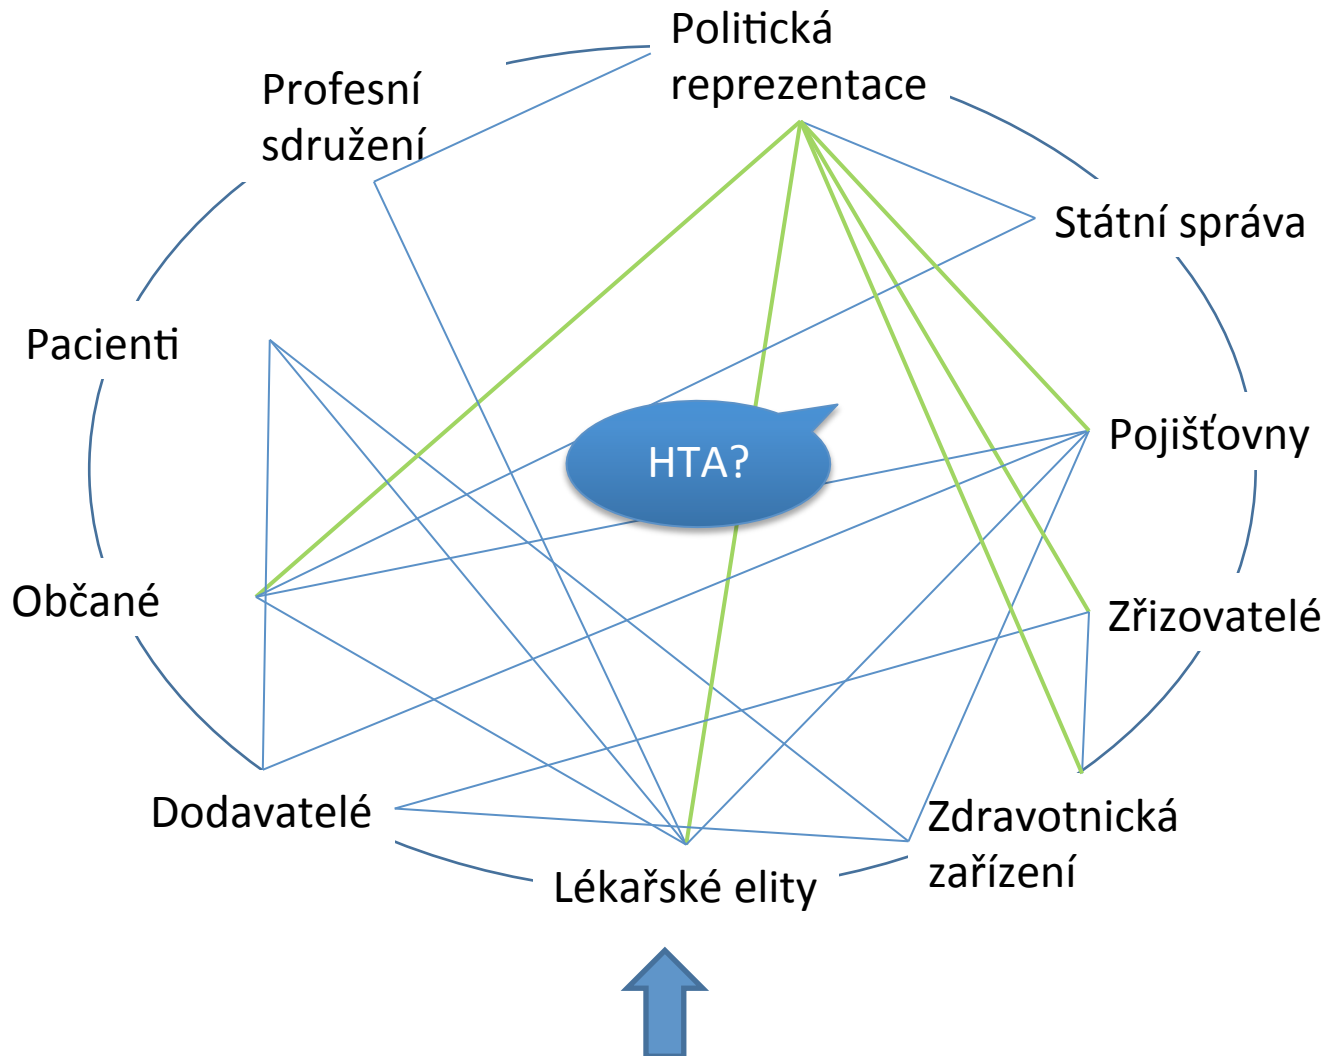 Politická
reprezentace
Profesní
sdružení
Státní správa
Pacienti
Pojišťovny
HTA?
Občané
Zřizovatelé
Dodavatelé
Zdravotnická
zařízení
Lékařské elity